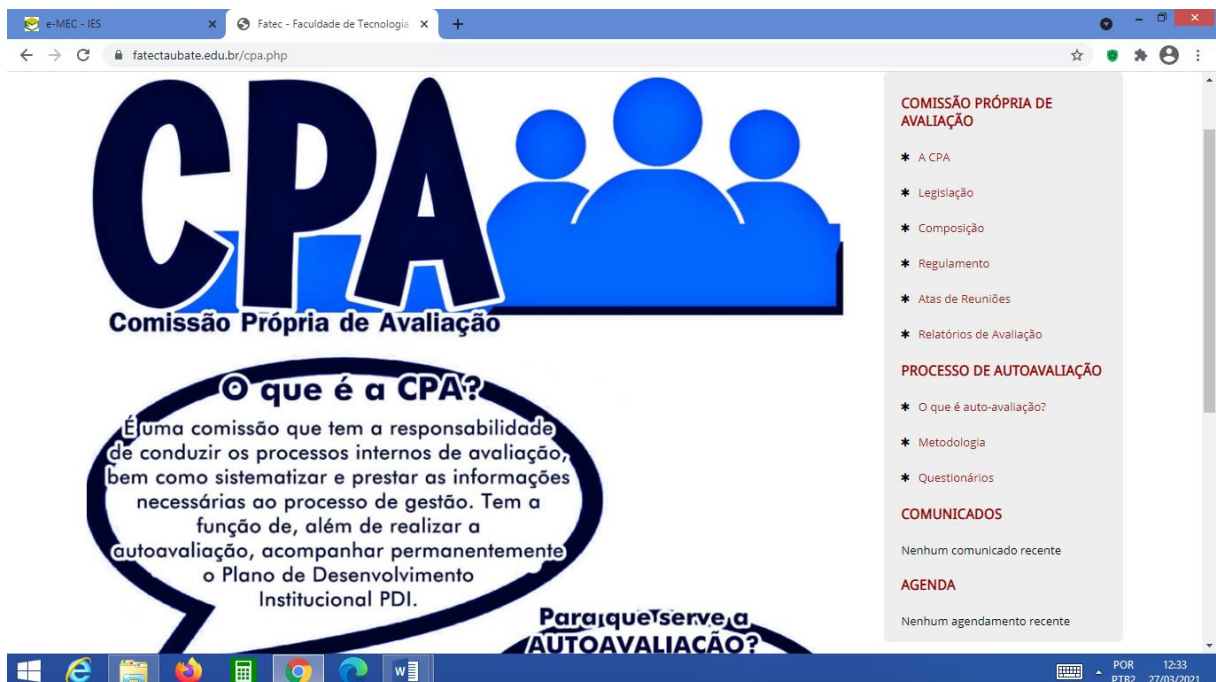 e-MEC - IES
Fatec - Faculdade de Tecnologia
fatectaubate.edu.br/cpa.php
CPA
Comissão Própria de Avaliação
O que é a CPA?
É uma comissão que tem a responsabilidade
de conduzir os processos internos de avaliação,
bem como sistematizar e prestar as informações
necessárias ao processo de gestão. Tem a
função de, além de realizar a
autoavaliação, acompanhar permanentemente
o Plano de Desenvolvimento
Institucional PDI.
Para que serve a
AUTOAVALIAÇÃO?
COMISSÃO PRÓPRIA DE
AVALIAÇÃO
✱ A CPA
✱ Legislação
✱ Composição
✱ Regulamento
✱ Atas de Reuniões
✱ Relatórios de Avaliação
PROCESSO DE AUTOAVALIAÇÃO
✱ O que é auto-avaliação?
✱ Metodologia
✱ Questionários
COMUNICADOS
Nenhum comunicado recente
AGENDA
Nenhum agendamento recente
POR
PTB2
12:33
27/03/2021